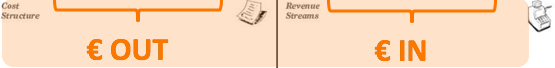 Cost
Structure
Revenue
Streams
€ OUT
€ IN